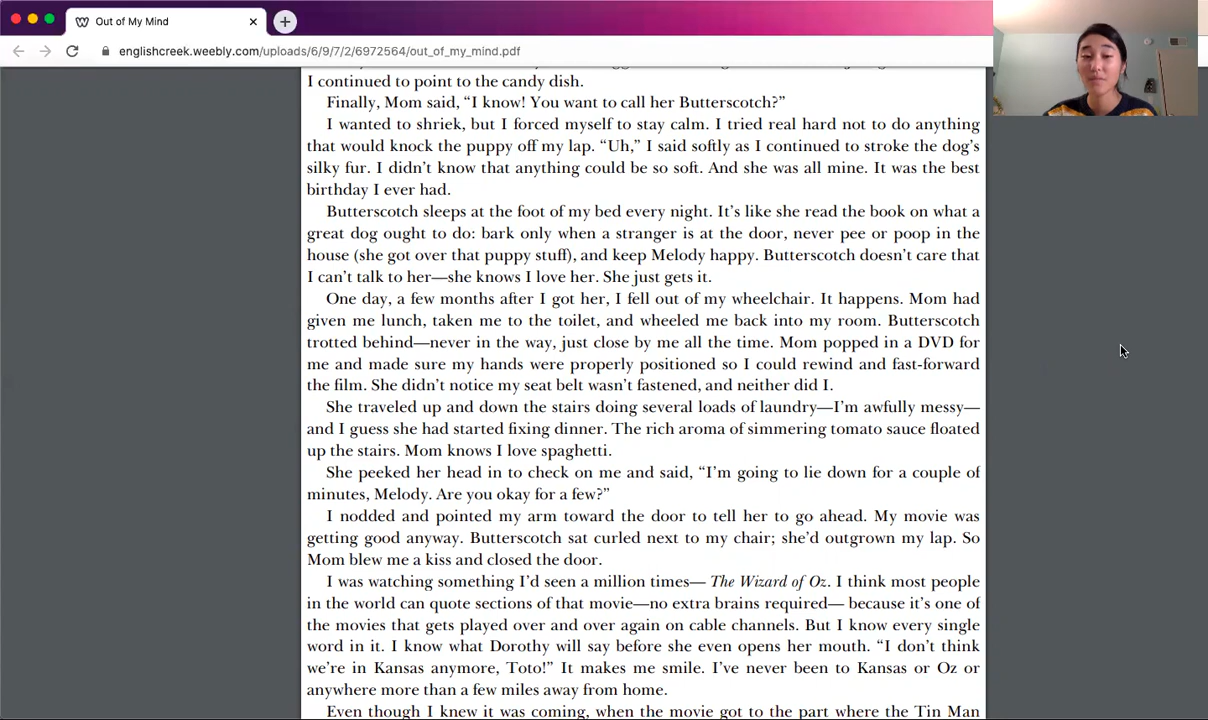 Out of My Mind
englishcreek.weebly.com/uploads/6/9/7/2/6972564/out_of_my_mind.pdf
I continued to point to the candy dish.
Finally, Mom said, “I know! You want to call her Butterscotch?”
I wanted to shriek, but I forced myself to stay calm. I tried real hard not to do anything
that would knock the puppy off my lap. “Uh,” I said softly as I continued to stroke the dog’s
silky fur. I didn’t know that anything could be so soft. And she was all mine. It was the best
birthday I ever had.
Butterscotch sleeps at the foot of my bed every night. It’s like she read the book on what a
great dog ought to do: bark only when a stranger is at the door, never pee or poop in the
house (she got over that puppy stuff), and keep Melody happy. Butterscotch doesn’t care that
I can’t talk to her—she knows I love her. She just gets it.
One day, a few months after I got her, I fell out of my wheelchair. It happens. Mom had
given me lunch, taken me to the toilet, and wheeled me back into my room. Butterscotch
trotted behind—never in the way, just close by me all the time. Mom popped in a DVD for
me and made sure my hands were properly positioned so I could rewind and fast-forward
the film. She didn’t notice my seat belt wasn’t fastened, and neither did I.
She traveled up and down the stairs doing several loads of laundry—I’m awfully messy—
and I guess she had started fixing dinner. The rich aroma of simmering tomato sauce floated
up the stairs. Mom knows I love spaghetti.
She peeked her head in to check on me and said, “I’m going to lie down for a couple of
minutes, Melody. Are you okay for a few?”
I nodded and pointed my arm toward the door to tell her to go ahead. My movie was
getting good anyway. Butterscotch sat curled next to my chair; she’d outgrown my lap. So
Mom blew me a kiss and closed the door.
I was watching something I’d seen a million times— The Wizard of Oz. I think most people
in the world can quote sections of that movie—no extra brains required— because it’s one of
the movies that gets played over and over again on cable channels. But I know every single
word in it. I know what Dorothy will say before she even opens her mouth. “I don’t think
we’re in Kansas anymore, Toto!” It makes me smile. I’ve never been to Kansas or Oz or
anywhere more than a few miles away from home.
Even though I knew it was coming, when the movie got to the part where the Tin Man